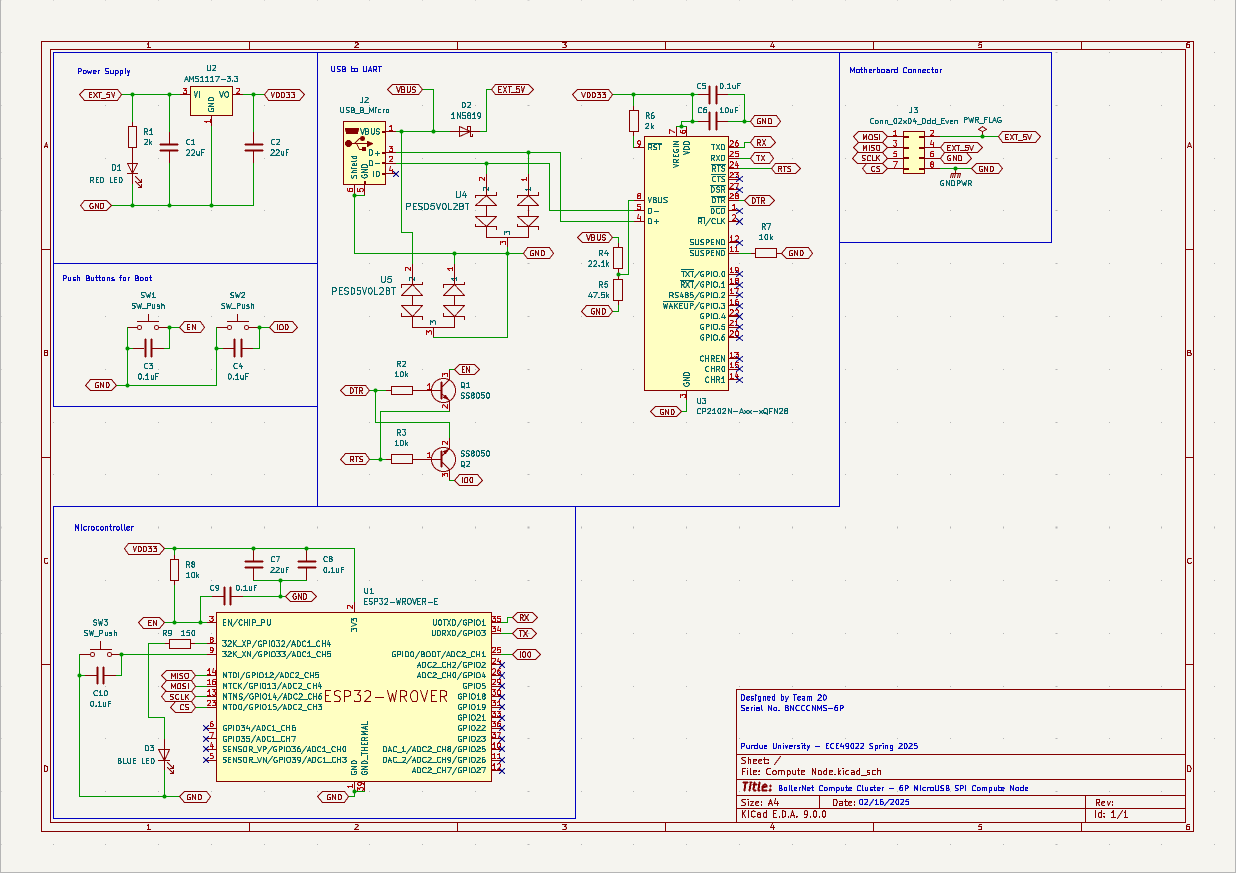 1 2 3 4 5 6
A B C D
Power Supply
U2
AMS1117-3.3
EXT_5V
3 VI VO 2
GND
1
VDD33
R1
2k
D1
RED LED
C1
22uF
C2
22uF
GND
Push Buttons for Boot
SW1
SW_Push
EN
SW2
SW_Push
IO0
C3
0.1uF
C4
0.1uF
GND
USB to UART
VBUS
D2
1N5819
EXT_5V
J2
USB_B_Micro
VBUS 1
D+ 3
D- 2
ID 4
Shield
GND
6 5
U4
PESD5V0L2BT
2 1 3
GND
U5
PESD5V0L2BT
2 1 3
R2
10k
DTR
1 2 3
EN
Q1
SS8050
R3
10k
RTS
1 2 3
SS8050
Q2
IO0
VDD33
R6
2k
C5 0.1uF
C6 10uF
GND
9 RST
7 VREGIN
6 VDD
8 VBUS
5 D-
4 D+
VBUS
R4
22.1k
R5
47.5k
GND
TXD 26 RX
RXD 25 TX
RTS 24 RTS
CTS 23
DSR 27
DTR 28 DTR
DCD 1
RI/CLK 2
SUSPEND 12
SUSPEND 11
R7
10k
GND
TXT/GPIO.0 19
RXT/GPIO.1 18
RS485/GPIO.2 17
WAKEUP/GPIO.3 16
GPIO.4 22
GPIO.5 21
GPIO.6 20
CHREN 13
CHR0 15
CHR1 14
GND
3
GND
U3
CP2102N-Axx-xQFN28
Motherboard Connector
J3
Conn_02x04_Odd_Even
PWR_FLAG
MOSI 1 2 EXT_5V
MISO 3 4 EXT_5V
SCLK 5 6 GND
CS 7 8 GND
GNDPWR
Microcontroller
VDD33
R8
10k
C7
22uF
C8
0.1uF
C9 0.1uF
GND
U1
ESP32-WROVER-E
2
3V3
EN
3 EN/CHIP_PU
SW3
SW_Push
R9 150
8 32K_XP/GPIO32/ADC1_CH4
9 32K_XN/GPIO33/ADC1_CH5
C10
0.1uF
MISO 14 MTDI/GPIO12/ADC2_CH5
MOSI 16 MTCK/GPIO13/ADC2_CH4
SCLK 13 MTMS/GPIO14/ADC2_CH6
CS 23 MTDO/GPIO15/ADC2_CH3
ESP32-WROVER
6 GPIO34/ADC1_CH6
7 GPIO35/ADC1_CH7
4 SENSOR_VP/GPIO36/ADC1_CH0
5 SENSOR_VN/GPIO39/ADC1_CH3
D3
BLUE LED
GND
U0TXD/GPIO1 35 RX
U0RXD/GPIO3 34 TX
GPIO0/BOOT/ADC2_CH1 25 IO0
ADC2_CH2/GPIO2 24
ADC2_CH0/GPIO4 26
GPIO5 29
GPIO18 30
GPIO19 31
GPIO21 33
GPIO22 36
GPIO23 37
DAC_1/ADC2_CH8/GPIO25 10
DAC_2/ADC2_CH9/GPIO26 11
ADC2_CH7/GPIO27 12
GND
GND_THERMAL
1 39
GND
Designed by Team 20
Serial No. BNCCCNMS-6P
Purdue University - ECE49022 Spring 2025
Sheet: /
File: Compute Node.kicad_sch
Title: BoilerNet Compute Cluster - 6P MicroUSB SPI Compute Node
Size: A4 Date: 02/16/2025 Rev:
KiCad E.D.A. 9.0.0 Id: 1/1
1 2 3 4 5 6
A B C D